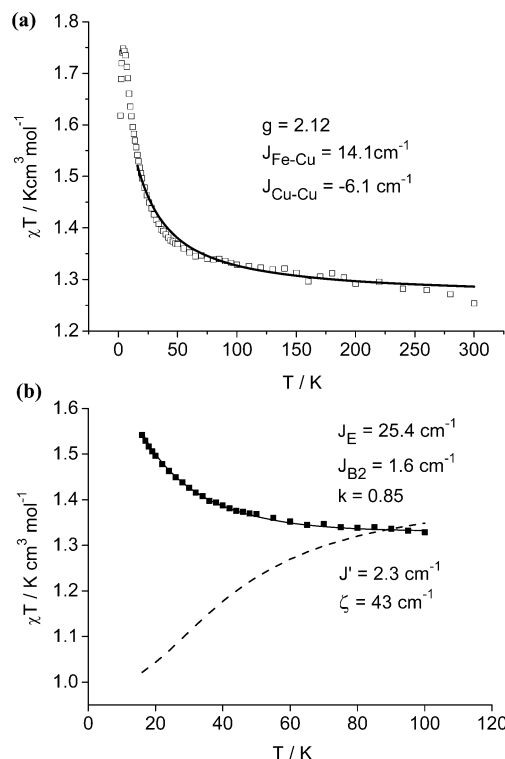 (a)
1.8
1.7
1.6
1.5
1.4
1.3
1.2
χT / Kcm³ mol⁻¹
g = 2.12
J_Fe-Cu = 14.1cm⁻¹
J_Cu-Cu = -6.1 cm⁻¹
0 50 100 150 200 250 300
T / K
(b)
1.6
1.5
1.4
1.3
1.2
1.1
1.0
χT / K cm³ mol⁻¹
J_E = 25.4 cm⁻¹
J_B2 = 1.6 cm⁻¹
k = 0.85
J' = 2.3 cm⁻¹
ζ = 43 cm⁻¹
0 20 40 60 80 100 120
T / K